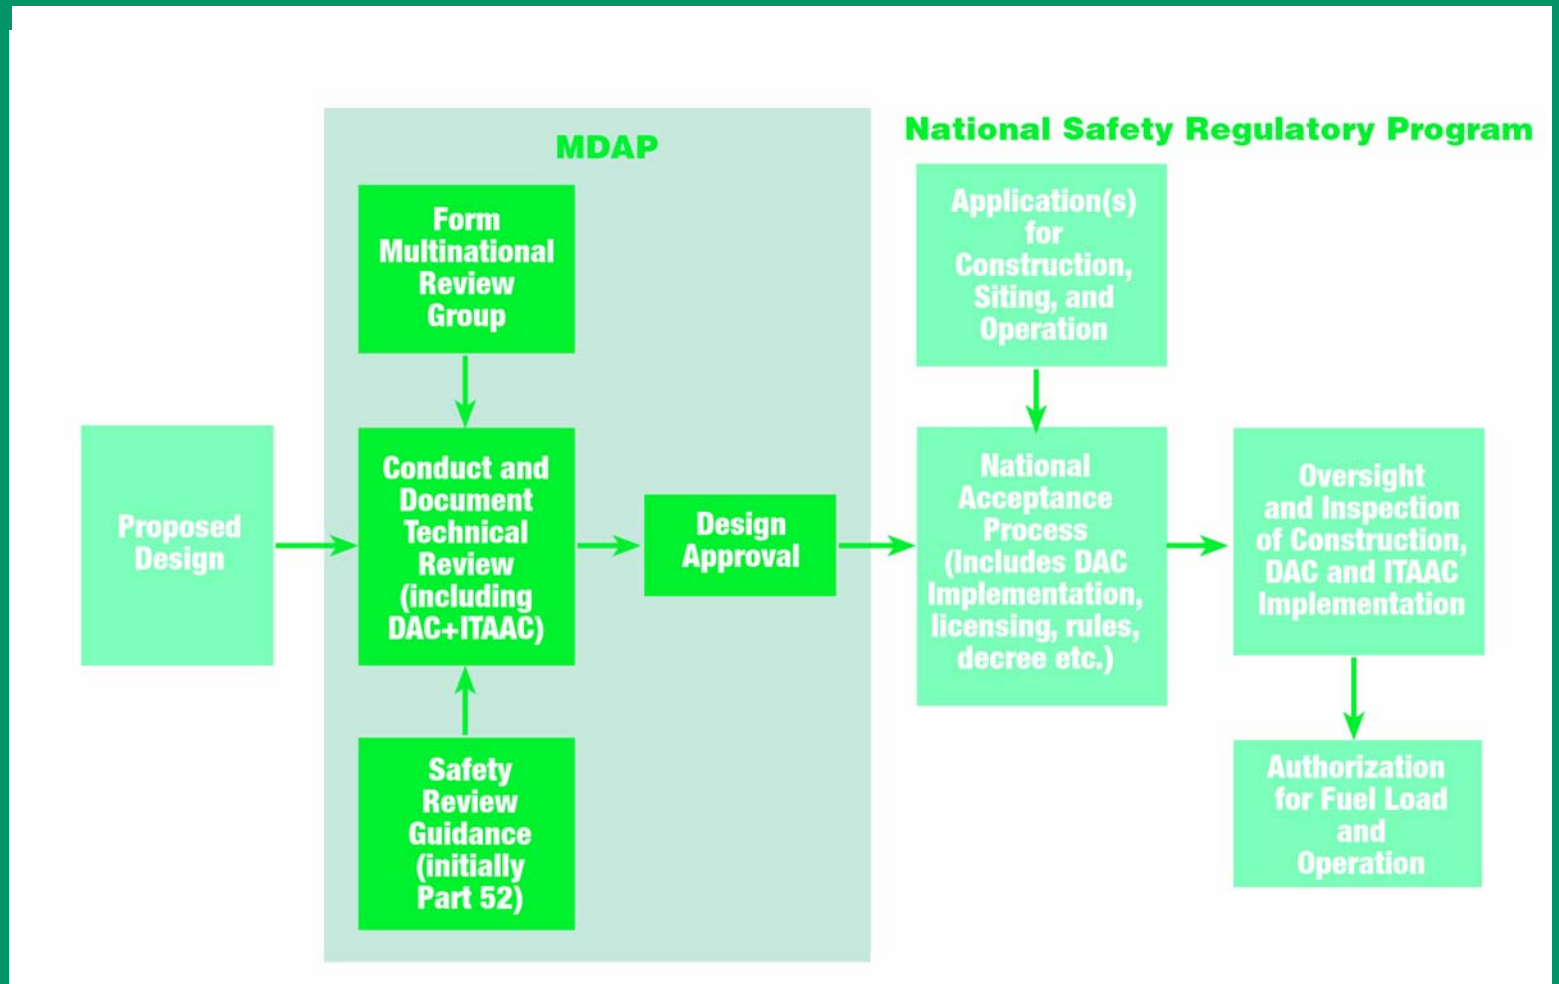 MDAP
National Safety Regulatory Program
Form
Multinational
Review
Group
Application(s)
for
Construction,
Siting, and
Operation
Proposed
Design
Conduct and
Document
Technical
Review
(including
DAC+ITAAC)
Design
Approval
National
Acceptance
Process
(Includes DAC
Implementation,
licensing, rules,
decree etc.)
Oversight
and Inspection
of Construction,
DAC and ITAAC
Implementation
Safety
Review
Guidance
(initially
Part 52)
Authorization
for Fuel Load
and
Operation